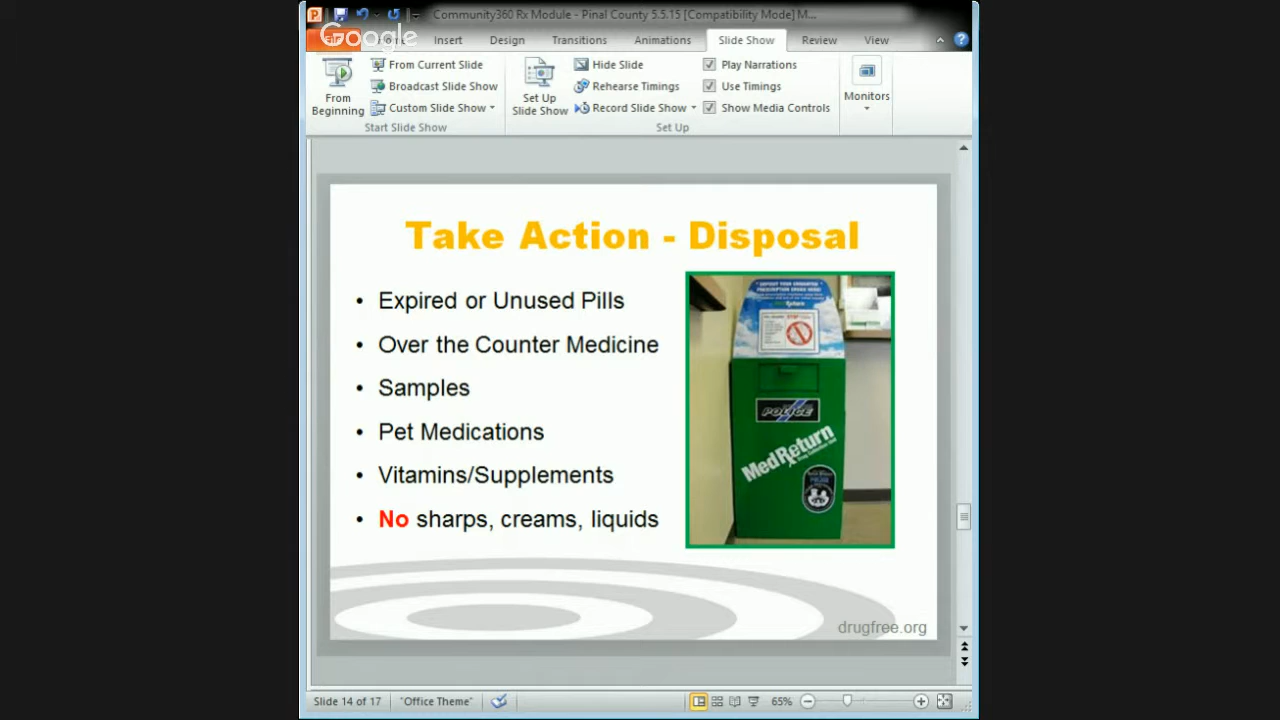 Community360 Rx Module - Pinal County 5.5.15 [Compatibility Mode] M...
Google
Insert
Design
Transitions
Animations
Slide Show
Review
View
From Beginning
From Current Slide
Broadcast Slide Show
Custom Slide Show
Start Slide Show
Set Up Slide Show
Hide Slide
Rehearse Timings
Record Slide Show
Play Narrations
Use Timings
Show Media Controls
Set Up
Monitors
Take Action - Disposal
• Expired or Unused Pills
• Over the Counter Medicine
• Samples
• Pet Medications
• Vitamins/Supplements
• No sharps, creams, liquids
POLICE
MedReturn
drugfree.org
Slide 14 of 17
"Office Theme"
65%